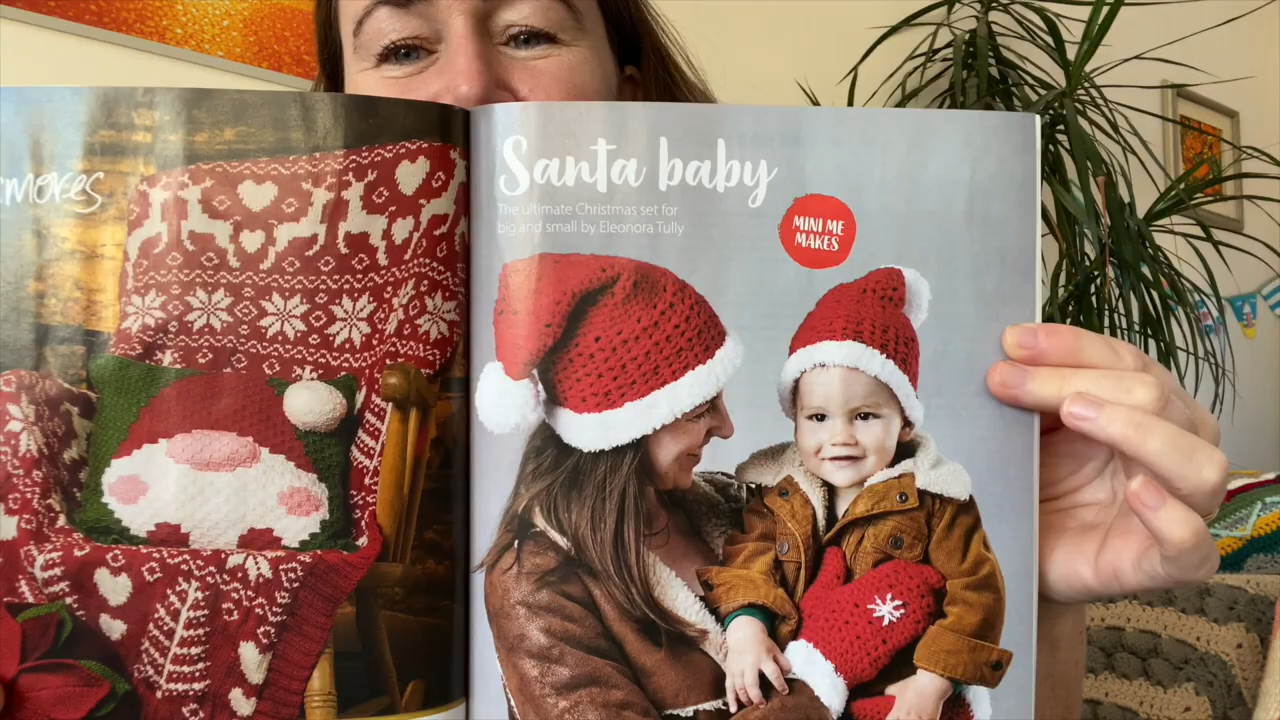 Santa baby
The ultimate Christmas set for
big and small by Eleonora Tully
MINI ME
MAKES